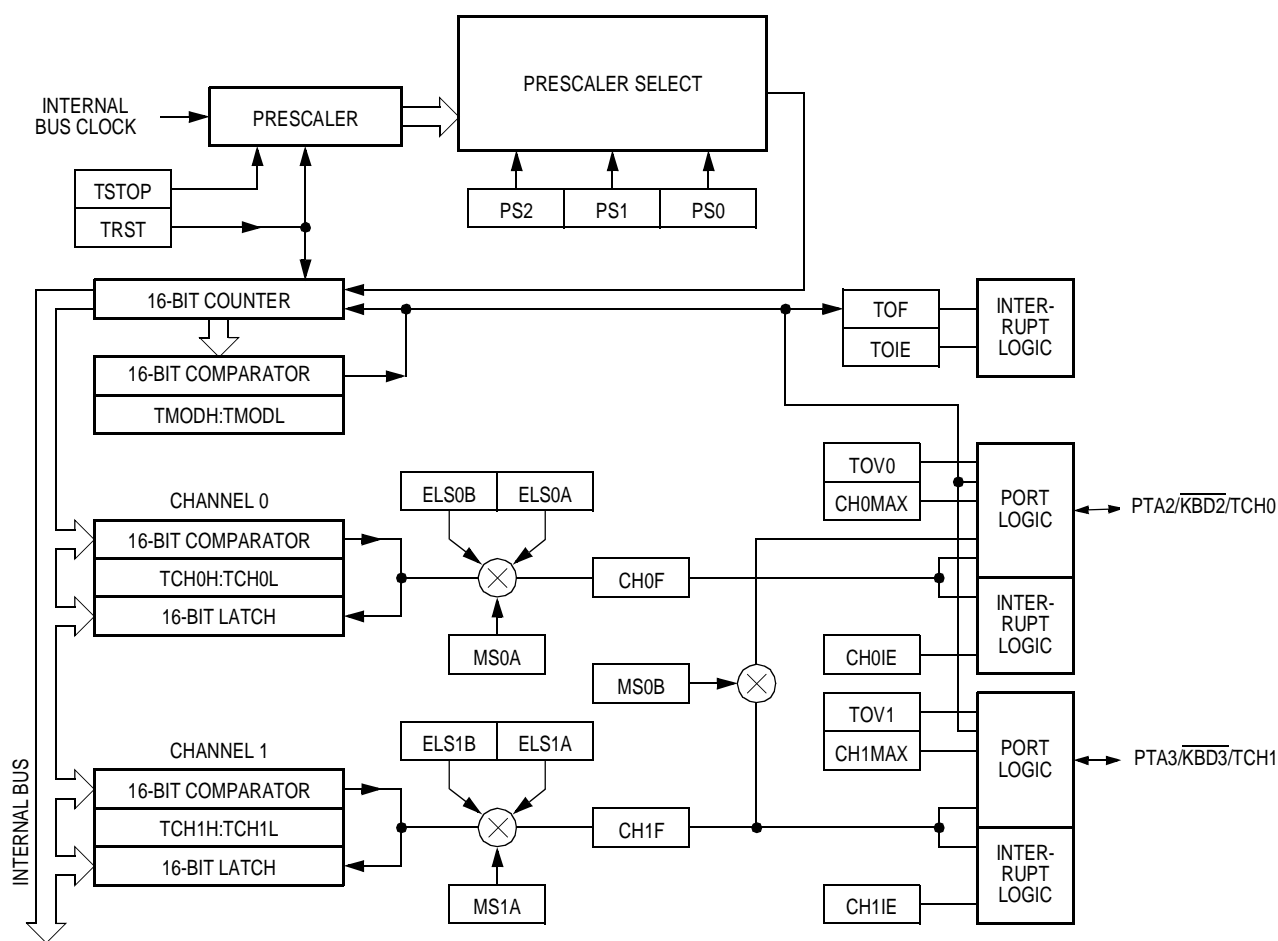 PRESCALER SELECT
INTERNAL
BUS CLOCK
PRESCALER
TSTOP
TRST
PS2
PS1
PS0
16-BIT COUNTER
16-BIT COMPARATOR
TMODH:TMODL
TOF
TOIE
INTER-
RUPT
LOGIC
CHANNEL 0
16-BIT COMPARATOR
TCH0H:TCH0L
16-BIT LATCH
ELS0B
ELS0A
MS0A
CH0F
TOV0
CH0MAX
PORT
LOGIC
PTA2/KBD2/TCH0
INTER-
RUPT
LOGIC
CH0IE
MS0B
CHANNEL 1
16-BIT COMPARATOR
TCH1H:TCH1L
16-BIT LATCH
ELS1B
ELS1A
MS1A
CH1F
TOV1
CH1MAX
PORT
LOGIC
PTA3/KBD3/TCH1
INTER-
RUPT
LOGIC
CH1IE
INTERNAL BUS